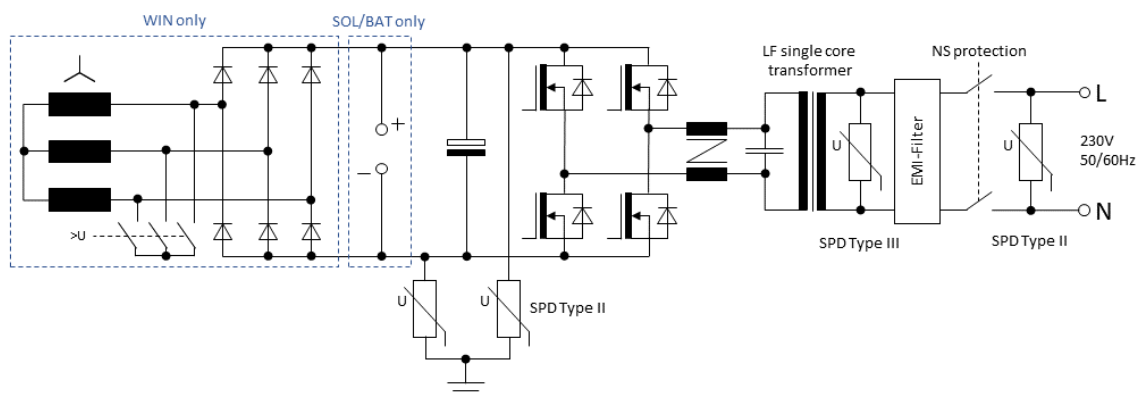 WIN only
SOL/BAT only
LF single core
transformer
NS protection
L
+
U
EMI-Filter
U
230V
50/60Hz
−
N
>U
SPD Type III
SPD Type II
U
U
SPD Type II